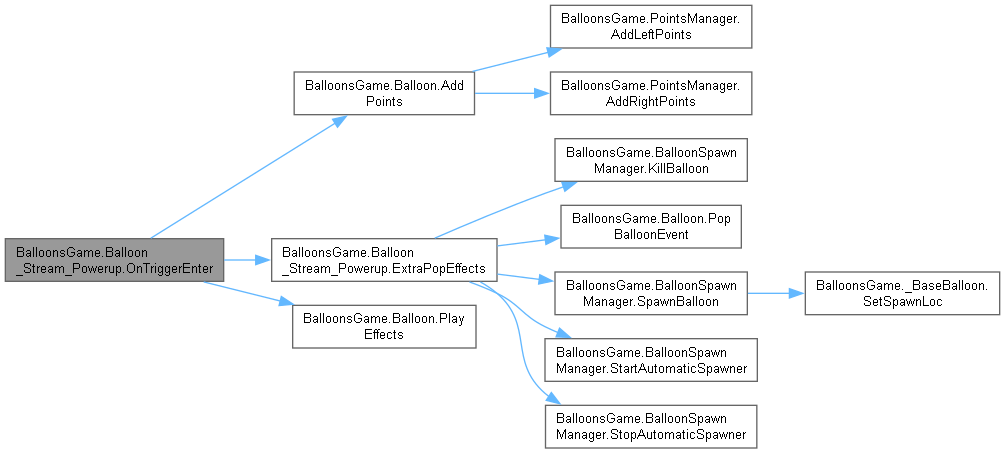 BalloonsGame.PointsManager.
AddLeftPoints
BalloonsGame.Balloon.Add
Points
BalloonsGame.PointsManager.
AddRightPoints
BalloonsGame.BalloonSpawn
Manager.KillBalloon
BalloonsGame.Balloon.Pop
BalloonEvent
BalloonsGame.Balloon
_Stream_Powerup.OnTriggerEnter
BalloonsGame.Balloon
_Stream_Powerup.ExtraPopEffects
BalloonsGame.BalloonSpawn
Manager.SpawnBalloon
BalloonsGame._BaseBalloon.
SetSpawnLoc
BalloonsGame.Balloon.Play
Effects
BalloonsGame.BalloonSpawn
Manager.StartAutomaticSpawner
BalloonsGame.BalloonSpawn
Manager.StopAutomaticSpawner